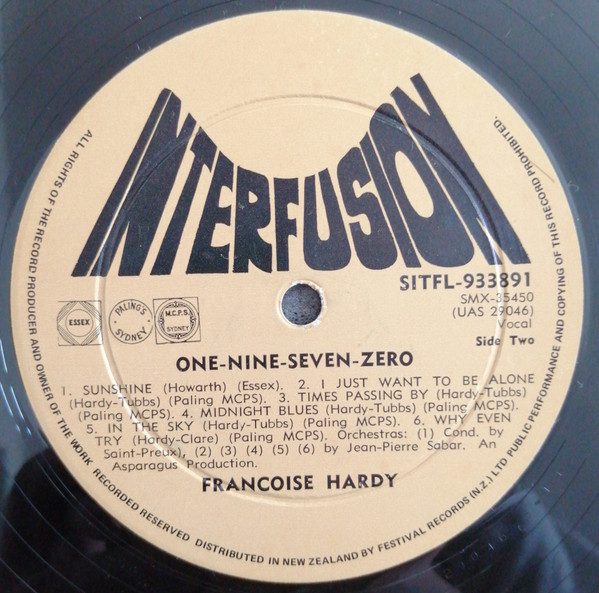 INTERFUSION
SITFL-933891
SMX-35450
(UAS 29046)
Vocal
Side Two
ESSEX
PALING'S SYDNEY
M.C.P.S. SYDNEY
ONE-NINE-SEVEN-ZERO
1. SUNSHINE (Howarth) (Essex). 2. I JUST WANT TO BE ALONE
(Hardy-Tubbs) (Paling MCPS). 3. TIMES PASSING BY (Hardy-Tubbs)
(Paling MCPS). 4. MIDNIGHT BLUES (Hardy-Tubbs) (Paling MCPS).
5. IN THE SKY (Hardy-Tubbs) (Paling MCPS). 6. WHY EVEN
TRY (Hardy-Clare) (Paling MCPS). Orchestras: (1) Cond. by
Saint-Preux), (2) (3) (4) (5) (6) by Jean-Pierre Sabar. An
Asparagus Production.
FRANCOISE HARDY
ALL RIGHTS OF THE RECORD PRODUCER AND OWNER OF THE WORK RECORDED RESERVED DISTRIBUTED IN NEW ZEALAND BY FESTIVAL RECORDS (N.Z.) LTD PUBLIC PERFORMANCE AND COPYING OF THIS RECORD PROHIBITED.